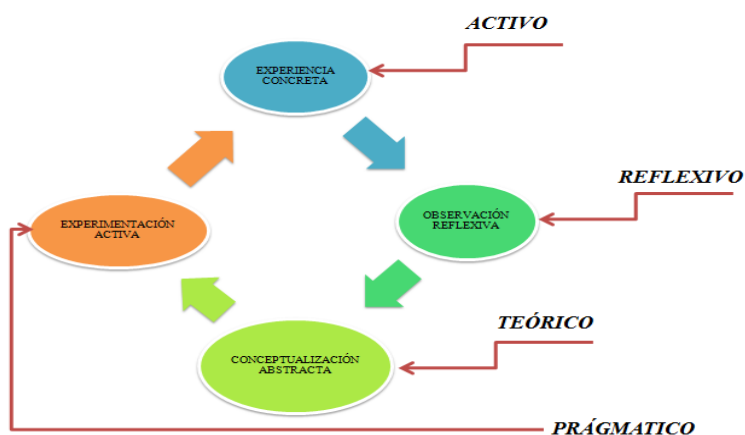 ACTIVO
EXPERIENCIA
CONCRETA
REFLEXIVO
OBSERVACIÓN
REFLEXIVA
EXPERIMENTACIÓN
ACTIVA
TEÓRICO
CONCEPTUALIZACIÓN
ABSTRACTA
PRÁGMATICO